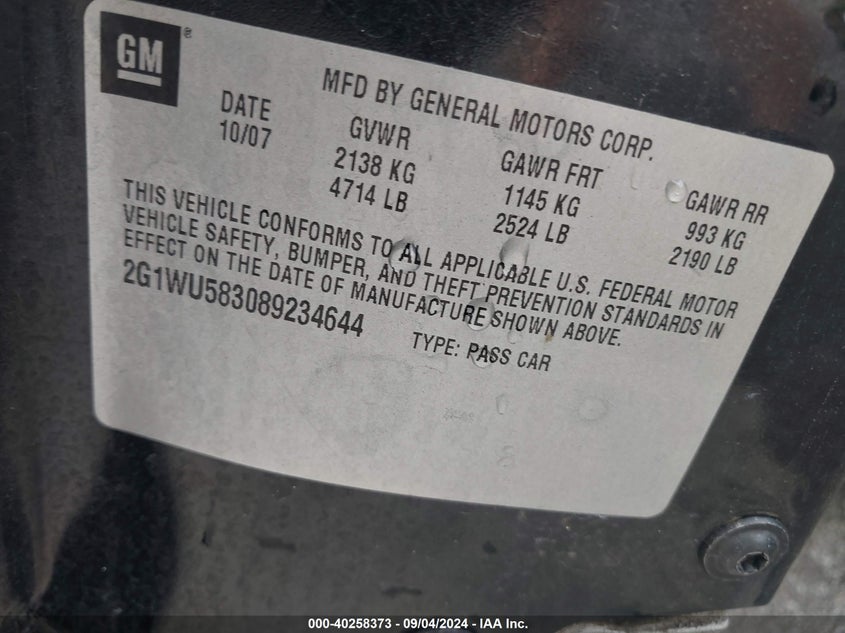 GM ®
MFD BY GENERAL MOTORS CORP.
DATE GVWR GAWR FRT GAWR RR
10/07 2138 KG 1145 KG 993 KG
4714 LB 2524 LB 2190 LB
THIS VEHICLE CONFORMS TO ALL APPLICABLE U.S. FEDERAL MOTOR
VEHICLE SAFETY, BUMPER, AND THEFT PREVENTION STANDARDS IN
EFFECT ON THE DATE OF MANUFACTURE SHOWN ABOVE.
2G1WU583089234644 TYPE: PASS CAR
000-40258373 - 09/04/2024 - IAA Inc.